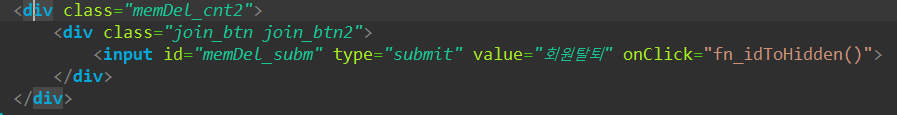 <div class="memDel_cnt2">
<div class="join_btn join_btn2">
<input id="memDel_subm" type="submit" value="회원탈퇴" onClick="fn_idToHidden()">
</div>
</div>